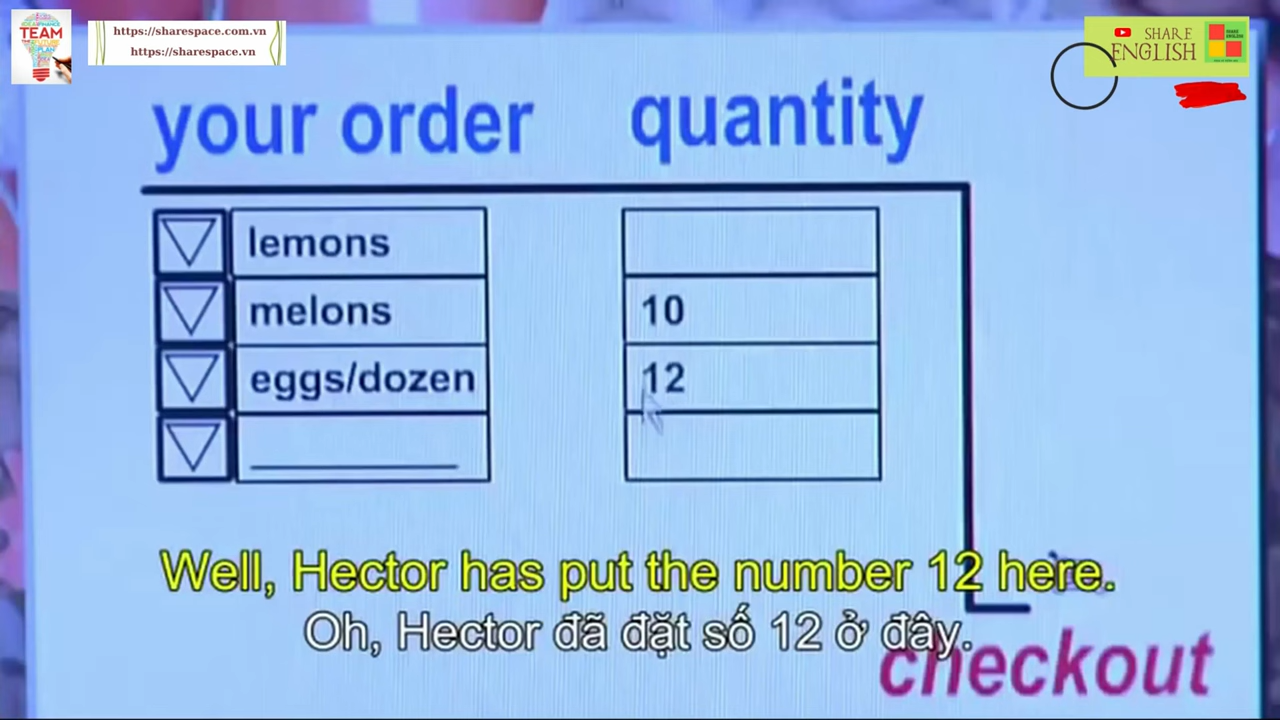 TEAM
PLAN
https://sharespace.com.vn
https://sharespace.vn
SHARE
ENGLISH
your order quantity
lemons
melons 10
eggs/dozen 12
Well, Hector has put the number 12 here.
Oh, Hector đã đặt số 12 ở đây.
checkout